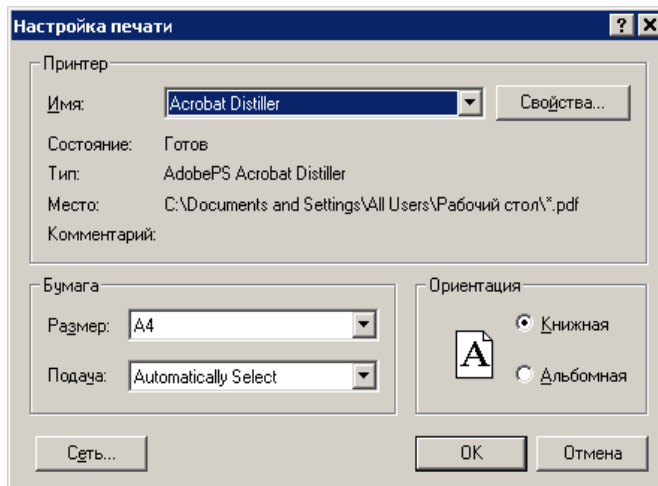 Настройка печати
Принтер
Имя: Acrobat Distiller Свойства...
Состояние: Готов
Тип: AdobePS Acrobat Distiller
Место: C:\Documents and Settings\All Users\Рабочий стол\*.pdf
Комментарий:
Бумага
Размер: A4
Подача: Automatically Select
Ориентация
A
Книжная
Альбомная
Сеть... OK Отмена